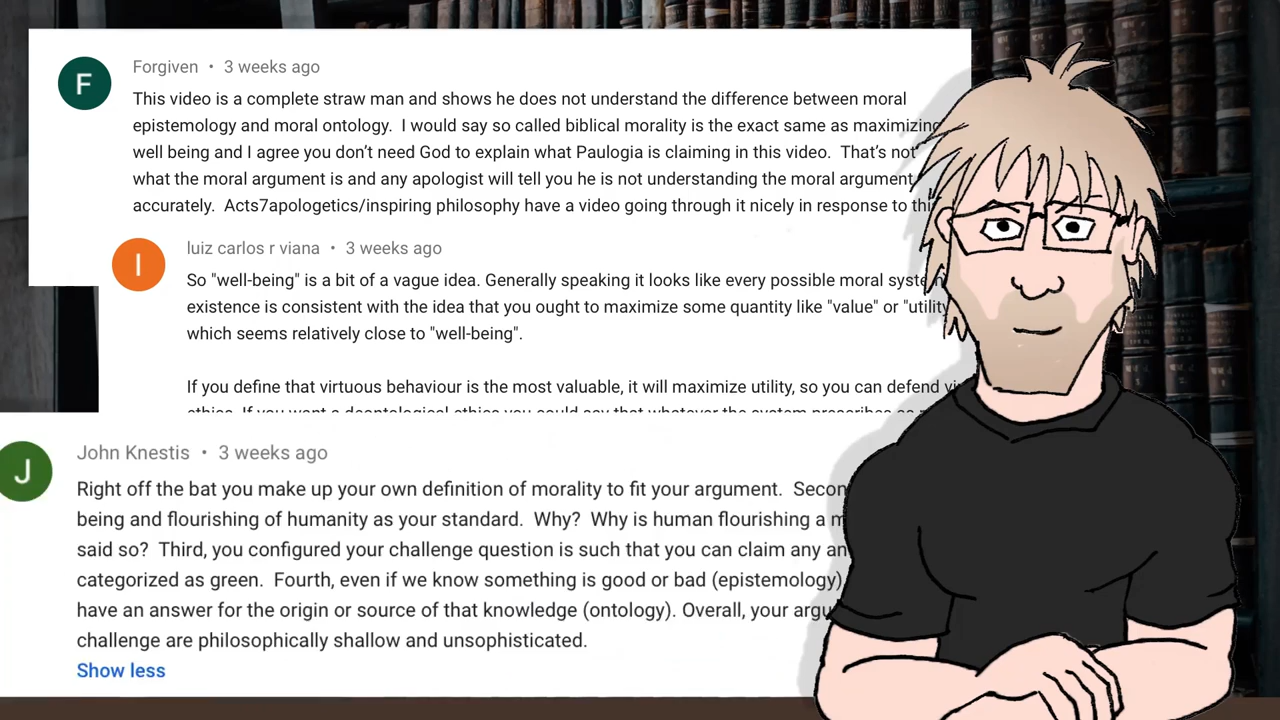 F
Forgiven • 3 weeks ago
This video is a complete straw man and shows he does not understand the difference between moral
epistemology and moral ontology. I would say so called biblical morality is the exact same as maximizing
well being and I agree you don't need God to explain what Paulogia is claiming in this video. That's not
what the moral argument is and any apologist will tell you he is not understanding the moral argument
accurately. Acts7apologetics/inspiring philosophy have a video going through it nicely in response to
l
luiz carlos r viana • 3 weeks ago
So "well-being" is a bit of a vague idea. Generally speaking it looks like every possible moral
existence is consistent with the idea that you ought to maximize some quantity like "value" or "utility
which seems relatively close to "well-being".
If you define that virtuous behaviour is the most valuable, it will maximize utility, so you can defend
J
John Knestis • 3 weeks ago
Right off the bat you make up your own definition of morality to fit your argument.
being and flourishing of humanity as your standard. Why? Why is human flourishing a
said so? Third, you configured your challenge question is such that you can claim any
categorized as green. Fourth, even if we know something is good or bad (epistemology)
have an answer for the origin or source of that knowledge (ontology). Overall, your
challenge are philosophically shallow and unsophisticated.
Show less